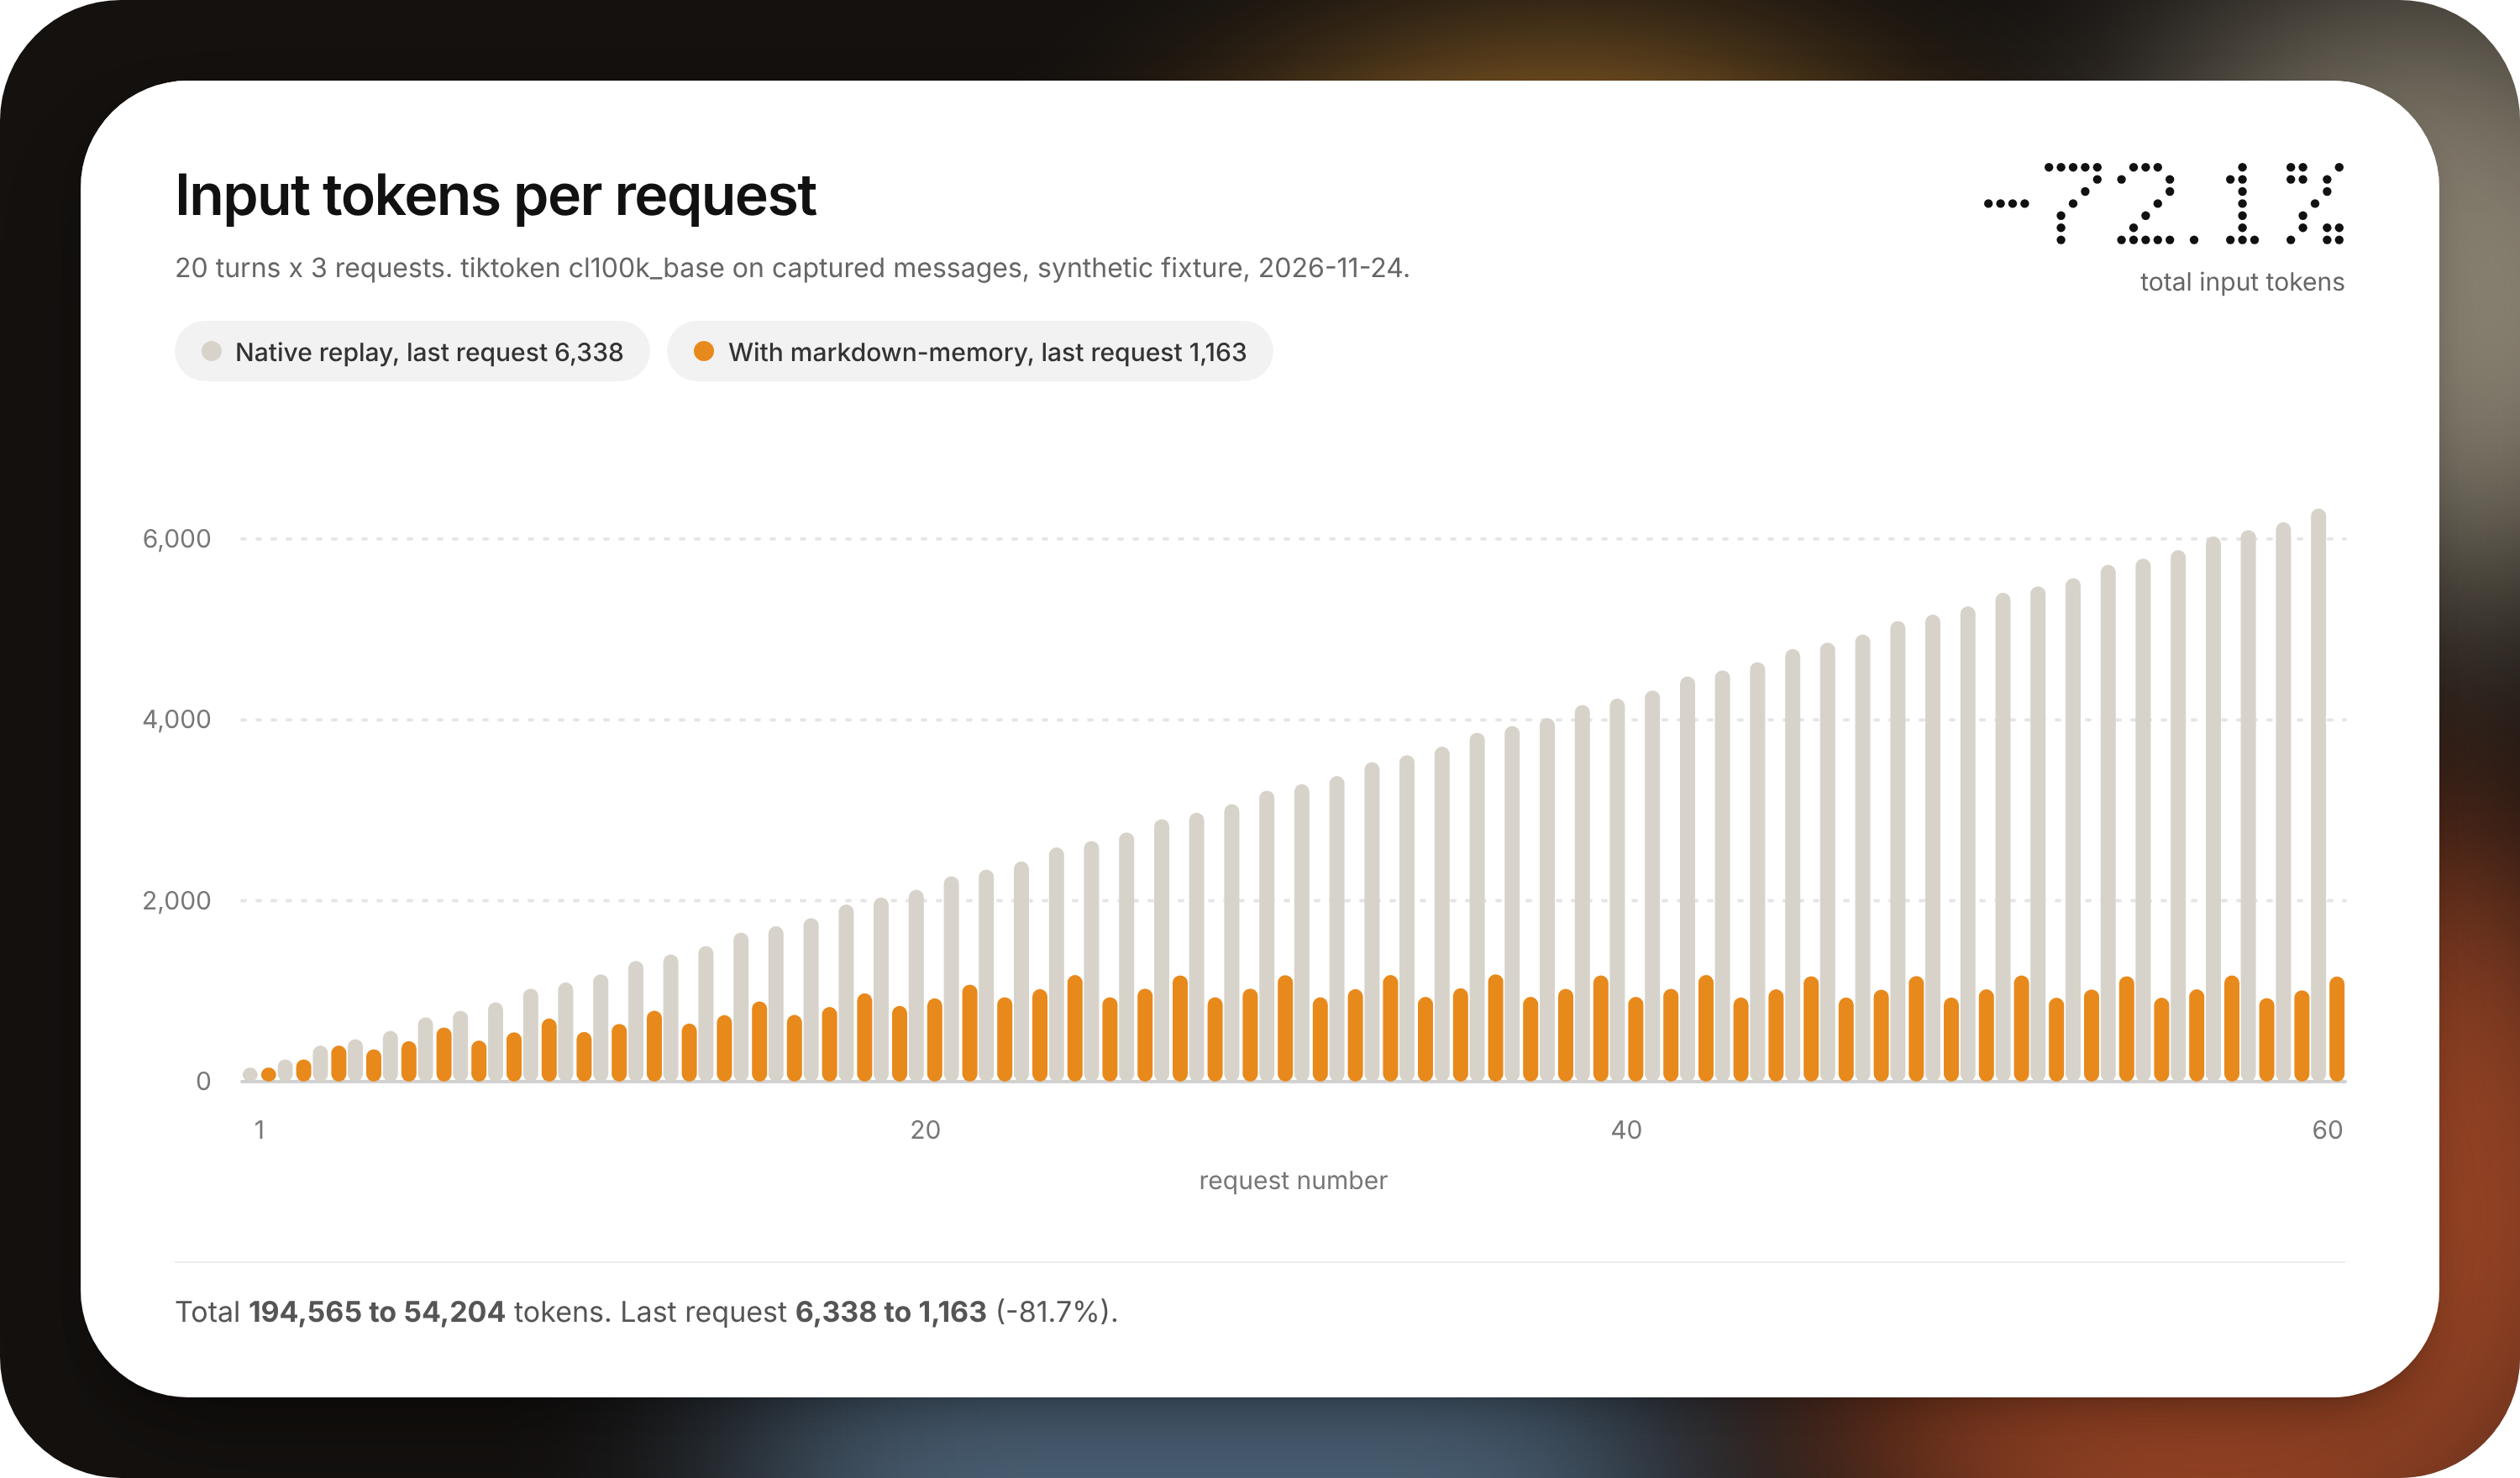 Input tokens per request
-72.1%
20 turns x 3 requests. tiktoken cl100k_base on captured messages, synthetic fixture, 2026-11-24.
total input tokens
Native replay, last request 6,338
With markdown-memory, last request 1,163
6,000
4,000
2,000
0
1 20 40 60
request number
Total 194,565 to 54,204 tokens. Last request 6,338 to 1,163 (-81.7%).